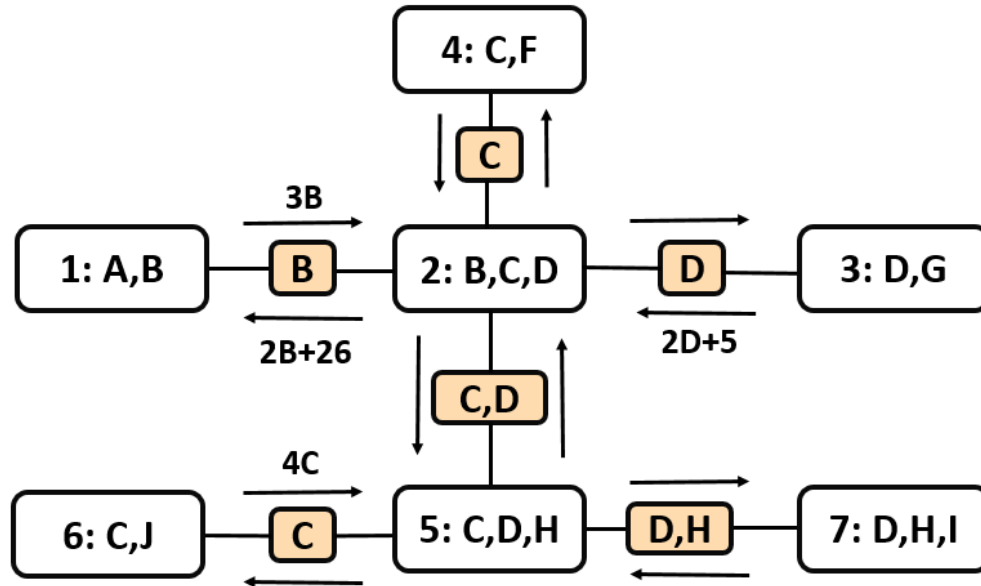 4: C,F
C
3B
1: A,B
B
2: B,C,D
D
3: D,G
2B+26
2D+5
C,D
4C
6: C,J
C
5: C,D,H
D,H
7: D,H,I